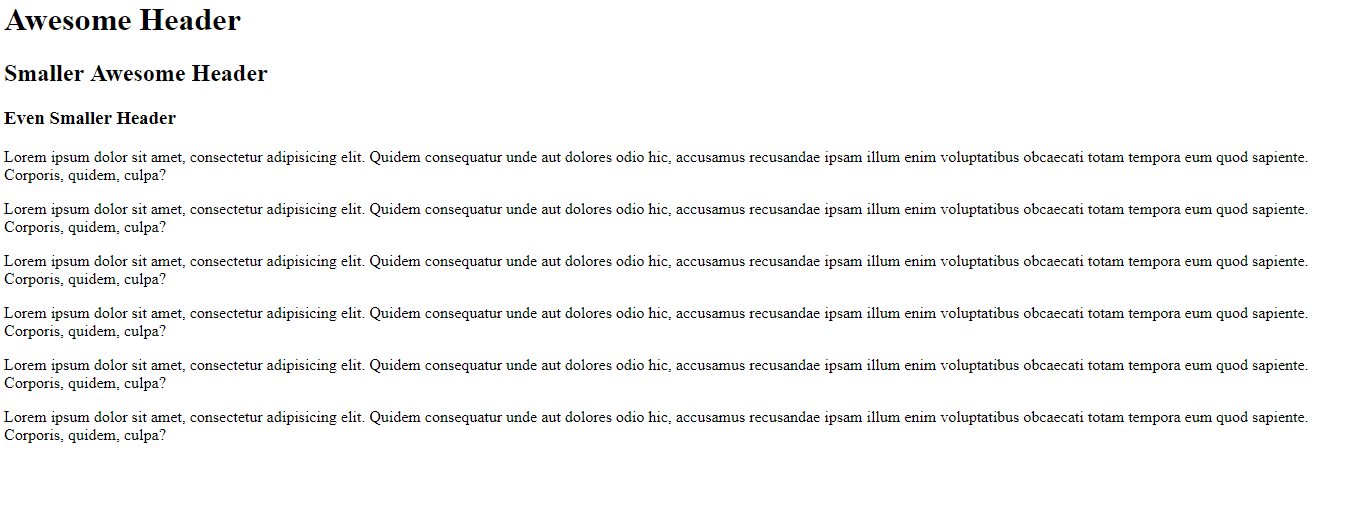 Awesome Header
Smaller Awesome Header
Even Smaller Header
Lorem ipsum dolor sit amet, consectetur adipisicing elit. Quidem consequatur unde aut dolores odio hic, accusamus recusandae ipsam illum enim voluptatibus obcaecati totam tempora eum quod sapiente.
Corporis, quidem, culpa?
Lorem ipsum dolor sit amet, consectetur adipisicing elit. Quidem consequatur unde aut dolores odio hic, accusamus recusandae ipsam illum enim voluptatibus obcaecati totam tempora eum quod sapiente.
Corporis, quidem, culpa?
Lorem ipsum dolor sit amet, consectetur adipisicing elit. Quidem consequatur unde aut dolores odio hic, accusamus recusandae ipsam illum enim voluptatibus obcaecati totam tempora eum quod sapiente.
Corporis, quidem, culpa?
Lorem ipsum dolor sit amet, consectetur adipisicing elit. Quidem consequatur unde aut dolores odio hic, accusamus recusandae ipsam illum enim voluptatibus obcaecati totam tempora eum quod sapiente.
Corporis, quidem, culpa?
Lorem ipsum dolor sit amet, consectetur adipisicing elit. Quidem consequatur unde aut dolores odio hic, accusamus recusandae ipsam illum enim voluptatibus obcaecati totam tempora eum quod sapiente.
Corporis, quidem, culpa?
Lorem ipsum dolor sit amet, consectetur adipisicing elit. Quidem consequatur unde aut dolores odio hic, accusamus recusandae ipsam illum enim voluptatibus obcaecati totam tempora eum quod sapiente.
Corporis, quidem, culpa?